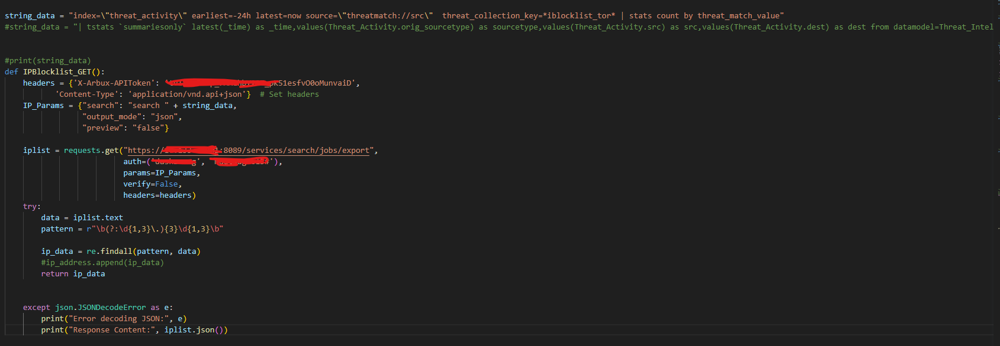 string_data = "index=\"threat_activity\" earliest=-24h latest=now source=\"threatmatch://src\"  threat_collection_key=*iblocklist_tor* | stats count by threat_match_value"
#string_data = "| tstats `summariesonly` latest(_time) as _time,values(Threat_Activity.orig_sourcetype) as sourcetype,values(Threat_Activity.src) as src,values(Threat_Activity.dest) as dest from datamodel=Threat_Intel
#print(string_data)
def IPBlocklist_GET():
headers = {'X-Arbux-APIToken':
'Content-Type': 'application/vnd.api+json'}  # Set headers
IP_Params = {"search": "search " + string_data,
"output_mode": "json",
"preview": "false"}
iplist = requests.get("https:// :8089/services/search/jobs/export",
auth=(
params=IP_Params,
verify=False,
headers=headers)
try:
data = iplist.text
pattern = r"\b(?:\d{1,3}\.){3}\d{1,3}\b"
ip_data = re.findall(pattern, data)
#ip_address.append(ip_data)
return ip_data
except json.JSONDecodeError as e:
print("Error decoding JSON:", e)
print("Response Content:", iplist.json())